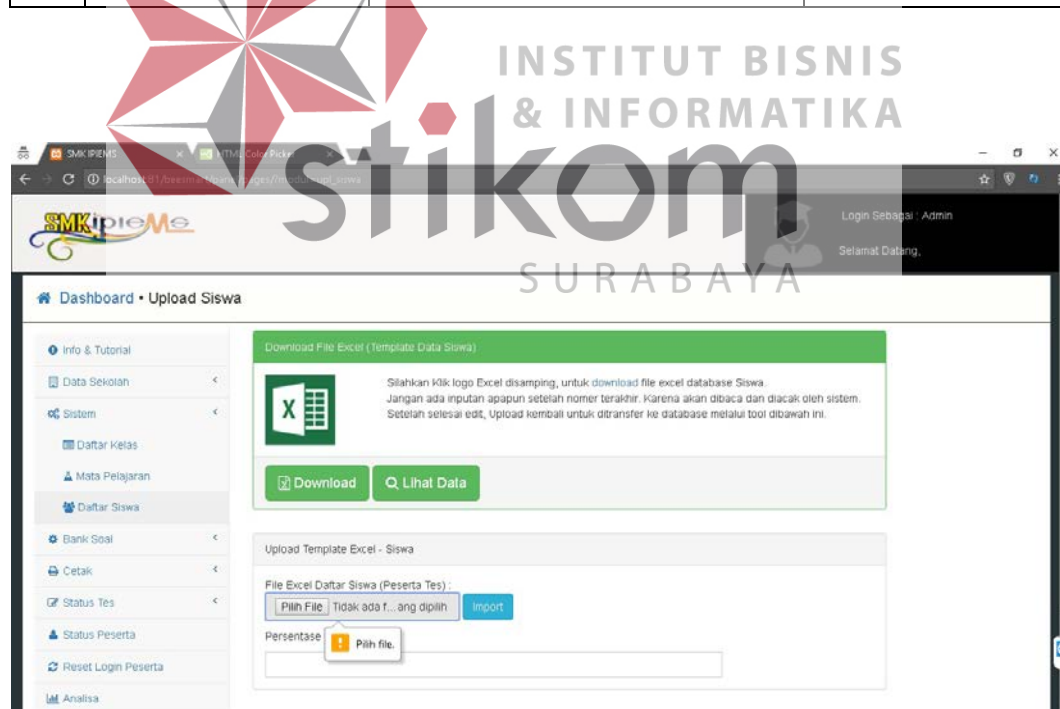 INSTITUT BISNIS
& INFORMATIKA
stikom
SURABAYA
SMK IPIEMS
HTML Color Picker
SMKipieMs
Login Sebagai : Admin
Selamat Datang,
Dashboard • Upload Siswa
Info & Tutorial
Data Sekolah
Sistem
Daftar Kelas
Mata Pelajaran
Daftar Siswa
Bank Soal
Cetak
Status Tes
Status Peserta
Reset Login Peserta
Analisa
Download File Excel (Template Data Siswa)
Silahkan Klik logo Excel disamping, untuk download file excel database Siswa.
Jangan ada inputan apapun setelah nomer terakhir. Karena akan dibaca dan diacak oleh sistem.
Setelah selesai edit, Upload kembali untuk ditransfer ke database melalui tool dibawah ini.
Download
Lihat Data
Upload Template Excel - Siswa
File Excel Daftar Siswa (Peserta Tes) :
Pilih File Tidak ada f...ang dipilih Import
Persentase
Pilih file.